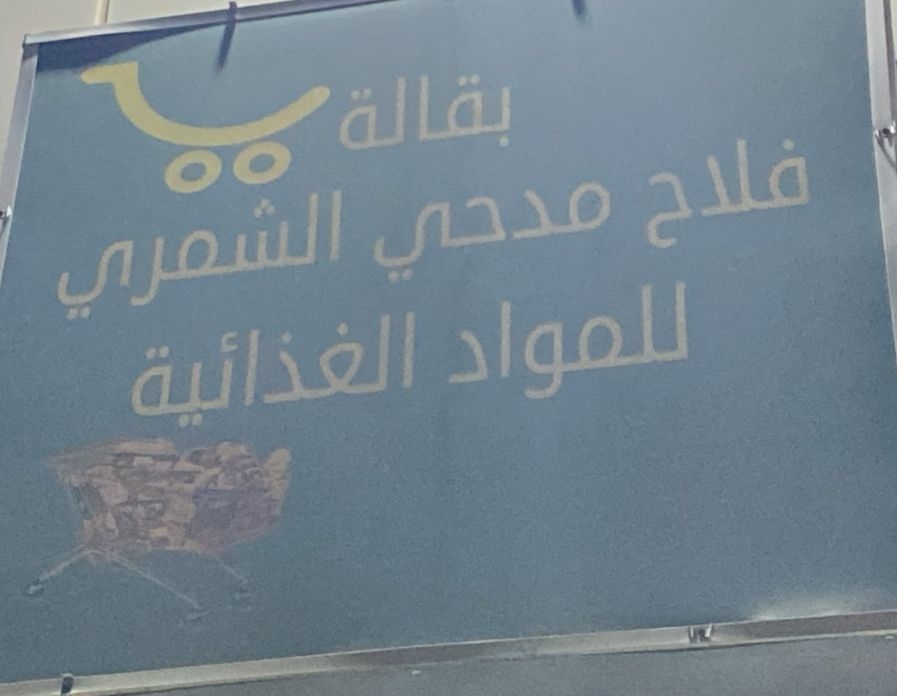 بقالة
فلاح مدحي الشمري
للمواد الغذائية